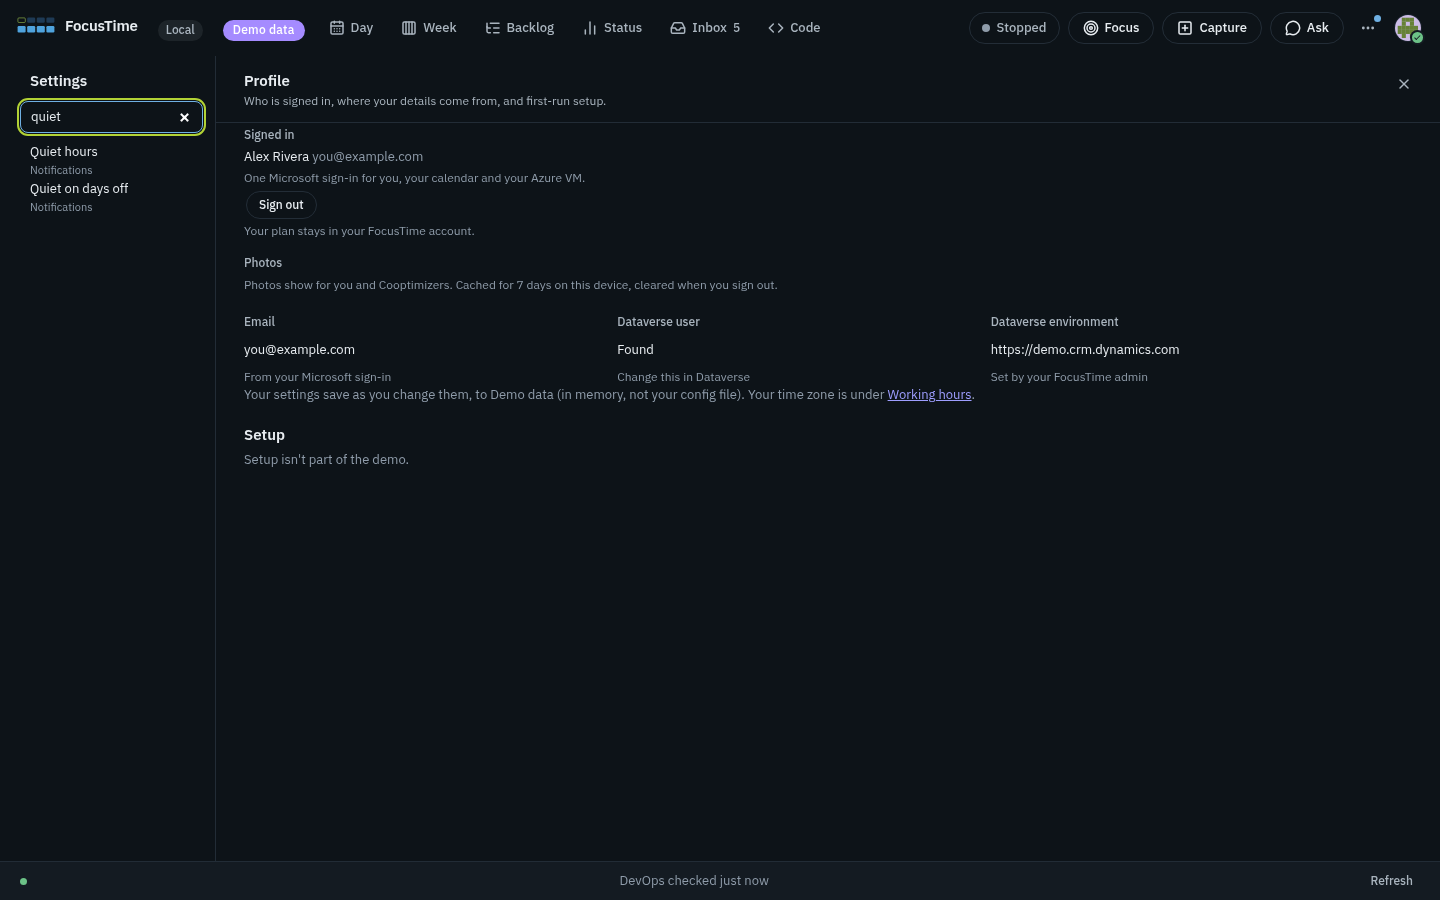 FocusTime
Local
Demo data
Day
Week
Backlog
Status
Inbox 5
Code
Stopped
Focus
Capture
Ask
Settings
quiet
Quiet hours
Notifications
Quiet on days off
Notifications
Profile
Who is signed in, where your details come from, and first-run setup.
Signed in
Alex Rivera you@example.com
One Microsoft sign-in for you, your calendar and your Azure VM.
Sign out
Your plan stays in your FocusTime account.
Photos
Photos show for you and Cooptimizers. Cached for 7 days on this device, cleared when you sign out.
Email
you@example.com
From your Microsoft sign-in
Dataverse user
Found
Change this in Dataverse
Dataverse environment
https://demo.crm.dynamics.com
Set by your FocusTime admin
Your settings save as you change them, to Demo data (in memory, not your config file). Your time zone is under Working hours.
Setup
Setup isn't part of the demo.
DevOps checked just now
Refresh